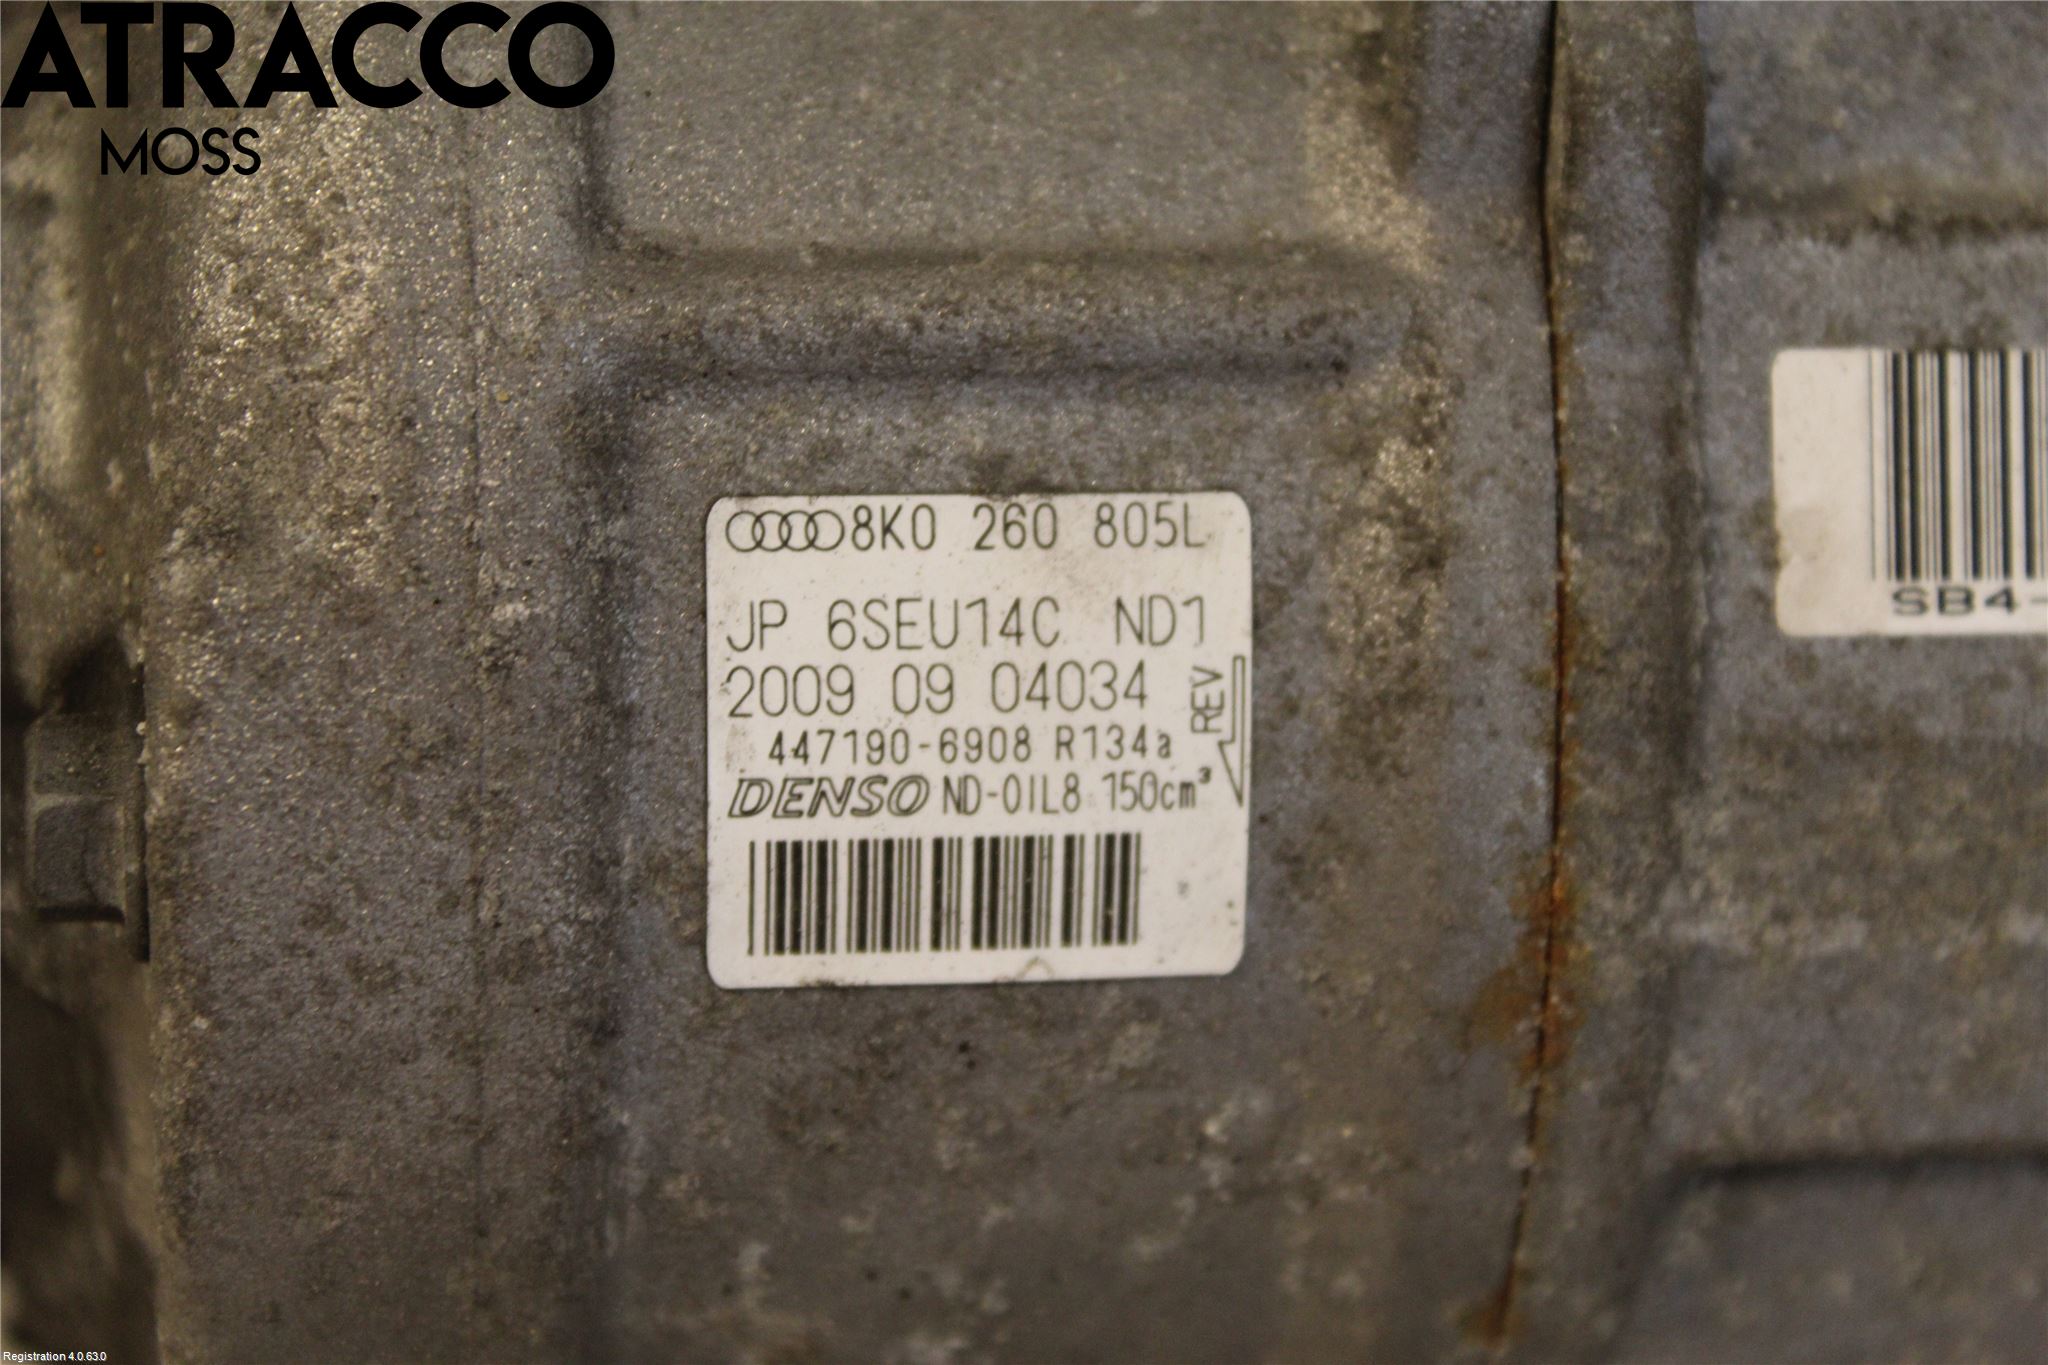 ATRACCO
MOSS
8K0 260 805L
JP 6SEU14C ND1
2009 09 04034
REV
447190-6908 R134a
DENSO ND-OIL8 150cm³
SB4-
Registration 4.0.63.0